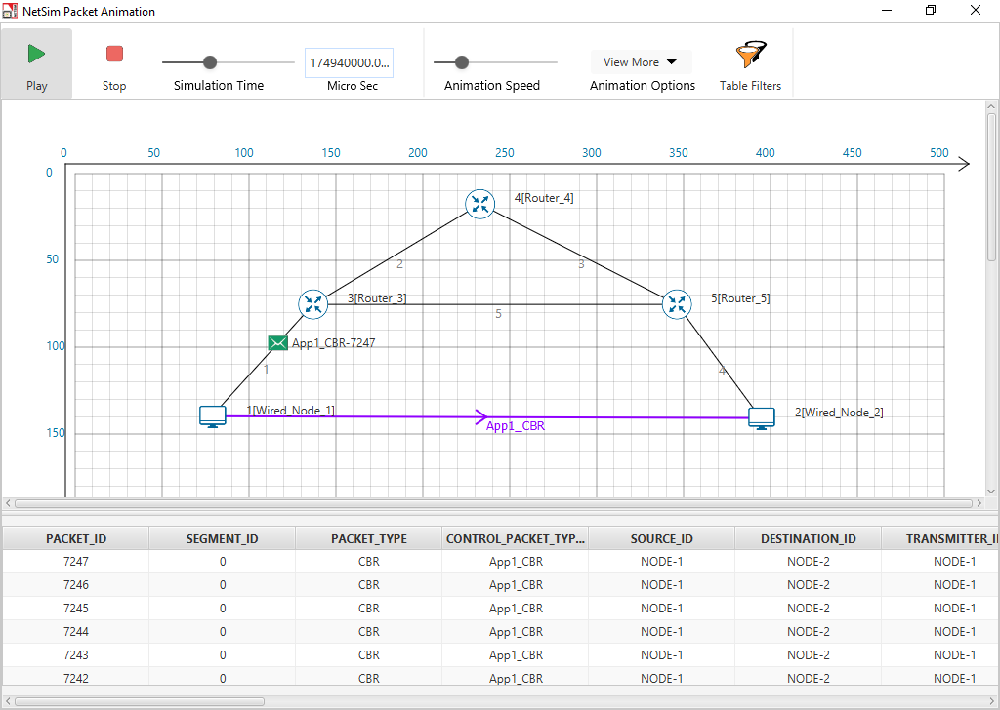 NetSim Packet Animation
Play
Stop
Simulation Time
174940000.0...
Micro Sec
Animation Speed
View More
Animation Options
Table Filters
0 50 100 150 200 250 300 350 400 450 500
0
50
100
150
4[Router_4]
2
3
3[Router_3]
5[Router_5]
5
App1_CBR-7247
1
4
1[Wired_Node_1]
2[Wired_Node_2]
App1_CBR
PACKET_ID SEGMENT_ID PACKET_TYPE CONTROL_PACKET_TYP... SOURCE_ID DESTINATION_ID TRANSMITTER_I
7247 0 CBR App1_CBR NODE-1 NODE-2 NODE-1
7246 0 CBR App1_CBR NODE-1 NODE-2 NODE-1
7245 0 CBR App1_CBR NODE-1 NODE-2 NODE-1
7244 0 CBR App1_CBR NODE-1 NODE-2 NODE-1
7243 0 CBR App1_CBR NODE-1 NODE-2 NODE-1
7242 0 CBR App1_CBR NODE-1 NODE-2 NODE-1